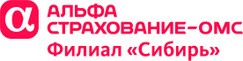 α АЛЬФА
СТРАХОВАНИЕ–ОМС
Филиал «Сибирь»